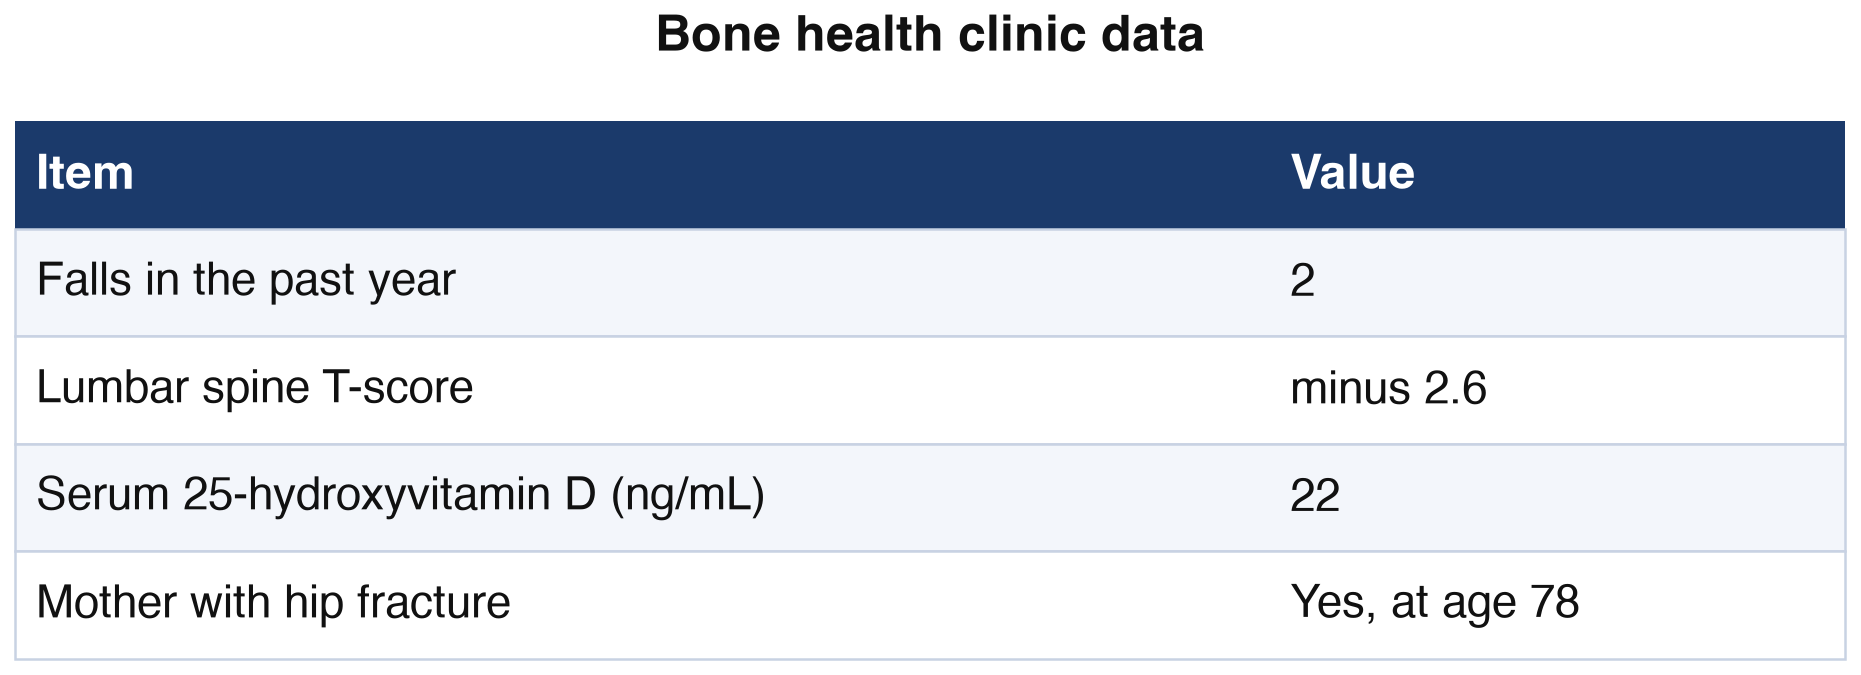 Bone health clinic data
Item Value
Falls in the past year 2
Lumbar spine T-score minus 2.6
Serum 25-hydroxyvitamin D (ng/mL) 22
Mother with hip fracture Yes, at age 78